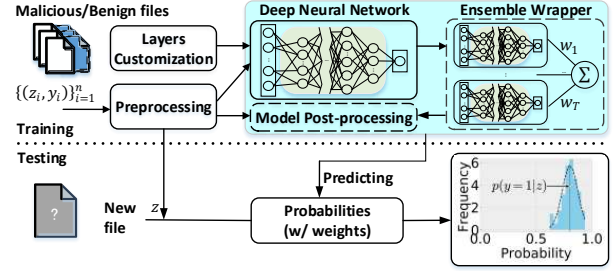 Malicious/Benign files
Deep Neural Network
Ensemble Wrapper
Layers
Customization
w_1
Σ
w_T
{(z_i, y_i)}_{i=1}^n
Preprocessing
Model Post-processing
Training
Testing
Predicting
?
New
file
z
Probabilities
(w/ weights)
Frequency
6
4
2
0
p(y = 1|z)
0.0
0.5
1.0
Probability